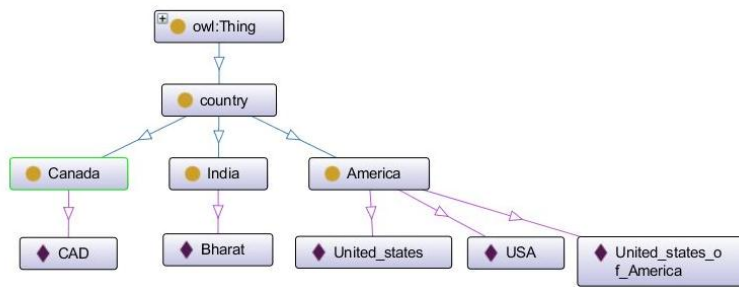 owl:Thing
country
Canada
India
America
CAD
Bharat
United_states
USA
United_states_o
f_America